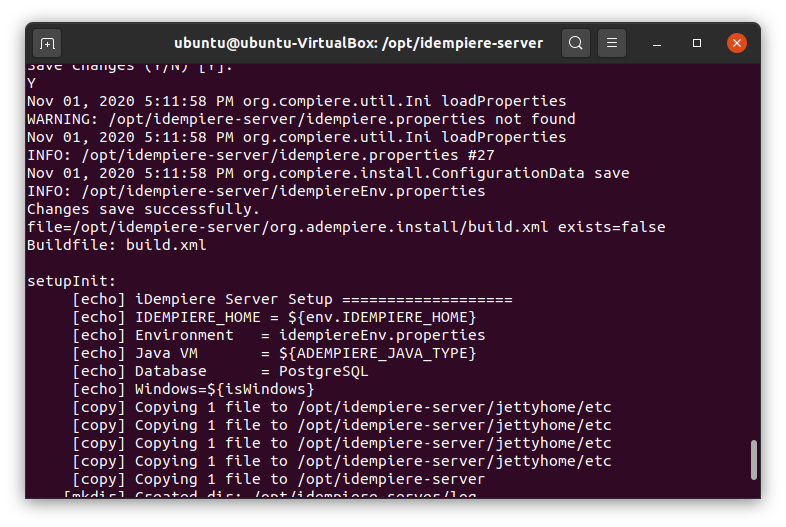 ubuntu@ubuntu-VirtualBox: /opt/idempiere-server
Save changes (Y/N) [Y]:
Y
Nov 01, 2020 5:11:58 PM org.compiere.util.Ini loadProperties
WARNING: /opt/idempiere-server/idempiere.properties not found
Nov 01, 2020 5:11:58 PM org.compiere.util.Ini loadProperties
INFO: /opt/idempiere-server/idempiere.properties #27
Nov 01, 2020 5:11:58 PM org.compiere.install.ConfigurationData save
INFO: /opt/idempiere-server/idempiereEnv.properties
Changes save successfully.
file=/opt/idempiere-server/org.adempiere.install/build.xml exists=false
Buildfile: build.xml
setupInit:
[echo] iDempiere Server Setup ===================
[echo] IDEMPIERE_HOME = ${env.IDEMPIERE_HOME}
[echo] Environment   = idempiereEnv.properties
[echo] Java VM       = ${ADEMPIERE_JAVA_TYPE}
[echo] Database      = PostgreSQL
[echo] Windows=${isWindows}
[copy] Copying 1 file to /opt/idempiere-server/jettyhome/etc
[copy] Copying 1 file to /opt/idempiere-server/jettyhome/etc
[copy] Copying 1 file to /opt/idempiere-server/jettyhome/etc
[copy] Copying 1 file to /opt/idempiere-server/jettyhome/etc
[copy] Copying 1 file to /opt/idempiere-server
[mkdir] Created dir: /opt/idempiere-server/log